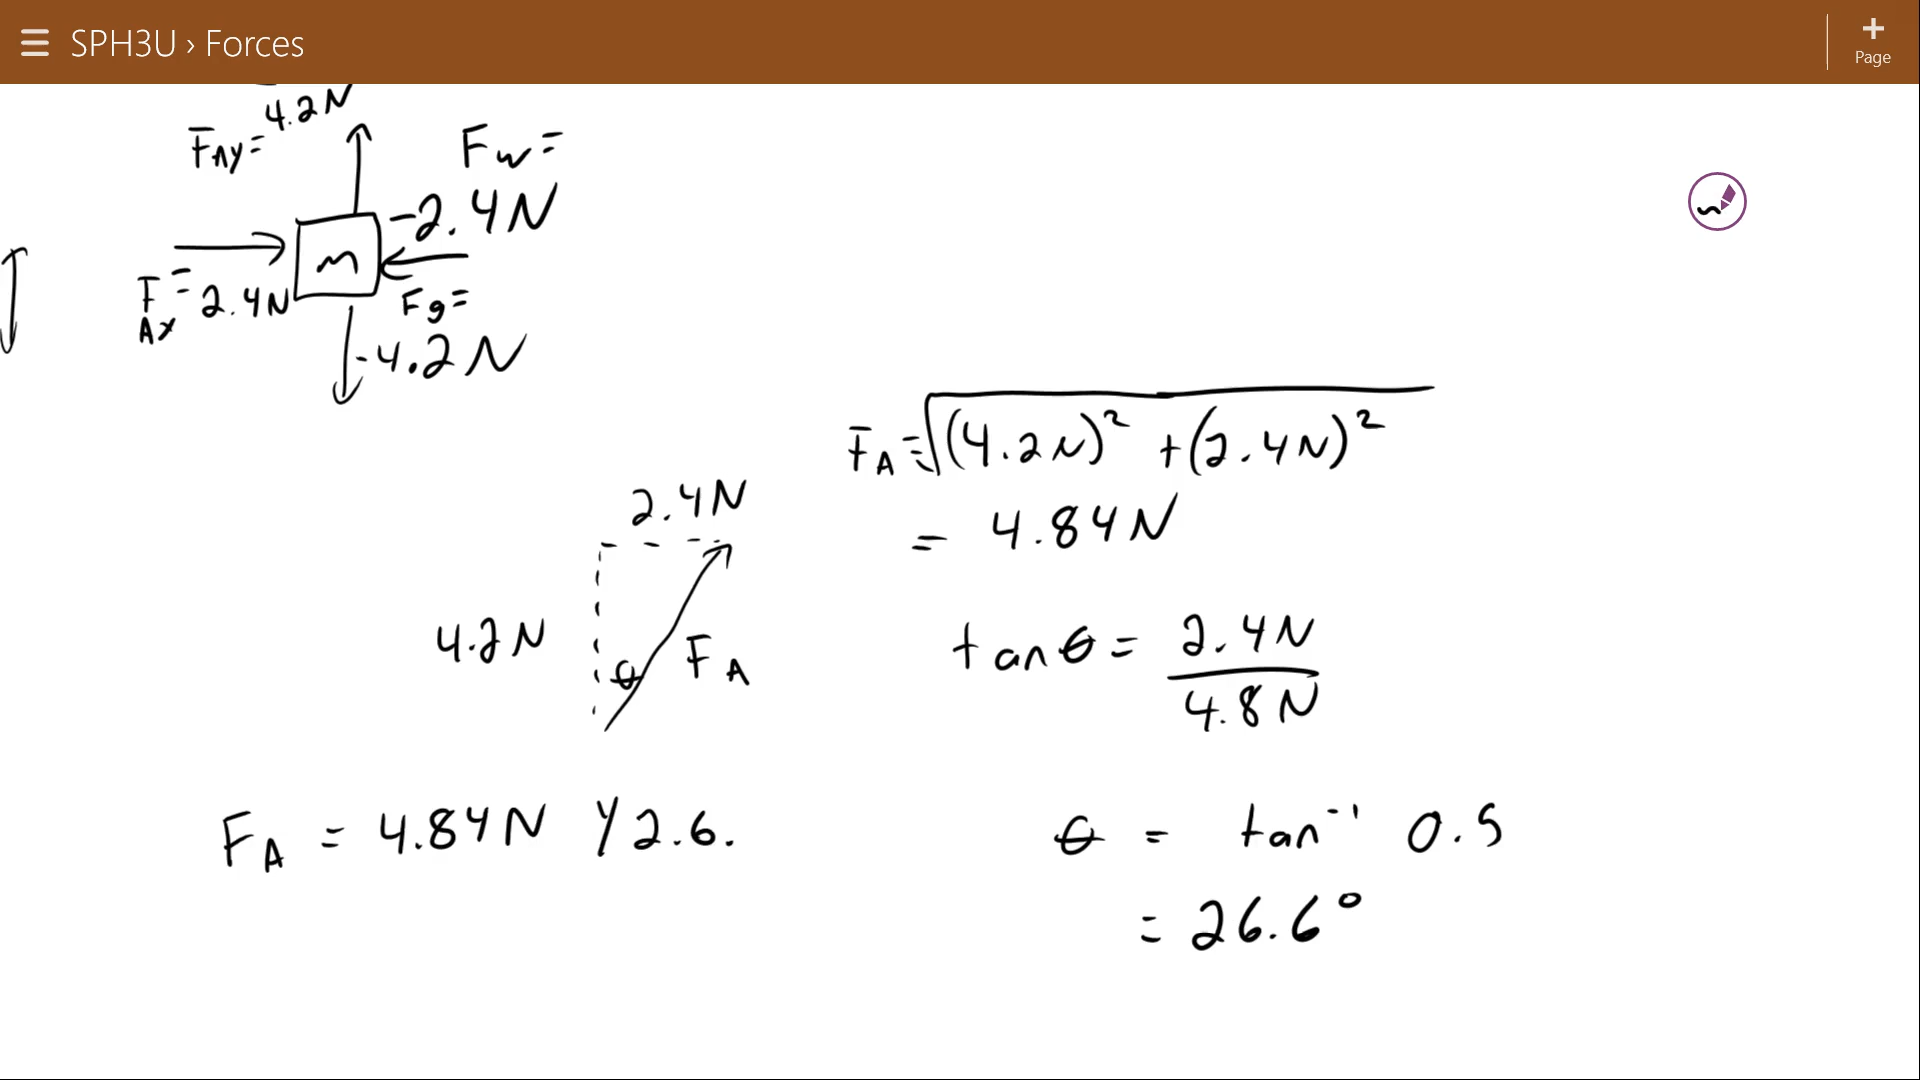 SPH3U › Forces
Page
4.2N
FAy =
Fw =
-2.4N
FAx = 2.4N
m
Fg =
-4.2N
FA = √(4.2N)² + (2.4N)²
= 4.84N
2.4N
4.2N
θ
FA
tanθ = 2.4N
4.8N
FA = 4.84N
θ = tan⁻¹ 0.5
= 26.6°